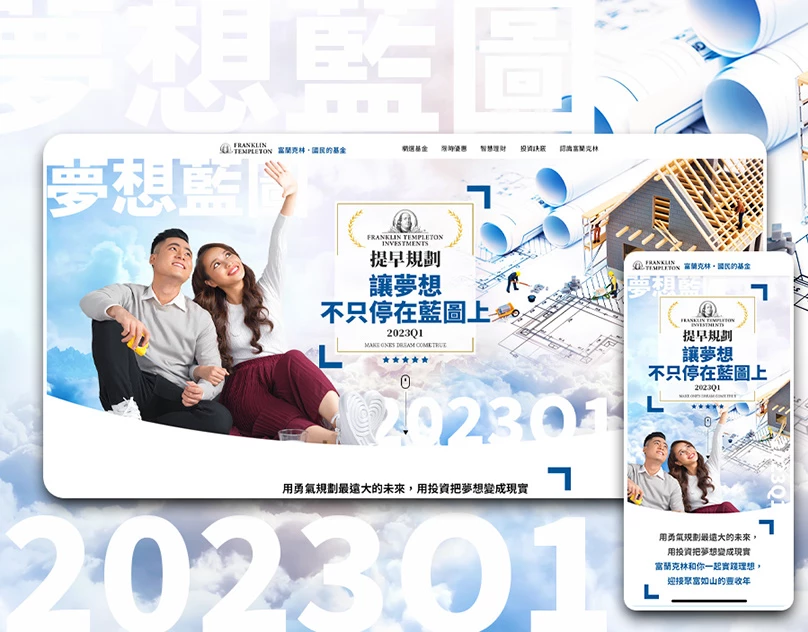 夢想藍圖
FRANKLIN
TEMPLETON
富蘭克林・國民的基金
精選基金
限時優惠
智慧理財
投資訣竅
認識富蘭克林
夢想藍圖
FRANKLIN TEMPLETON
INVESTMENTS
提早規劃
讓夢想
不只停在藍圖上
2023Q1
MAKE ONE'S DREAM COME TRUE
2023Q1
用勇氣規劃最遠大的未來，用投資把夢想變成現實
FRANKLIN
TEMPLETON
富蘭克林・國民的基金
夢想藍圖
FRANKLIN TEMPLETON
INVESTMENTS
提早規劃
讓夢想
不只停在藍圖上
2023Q1
MAKE ONE'S DREAM COME TRUE
用勇氣規劃最遠大的未來，
用投資把夢想變成現實
富蘭克林和你一起實踐理想，
迎接聚富如山的豐收年
2023Q1